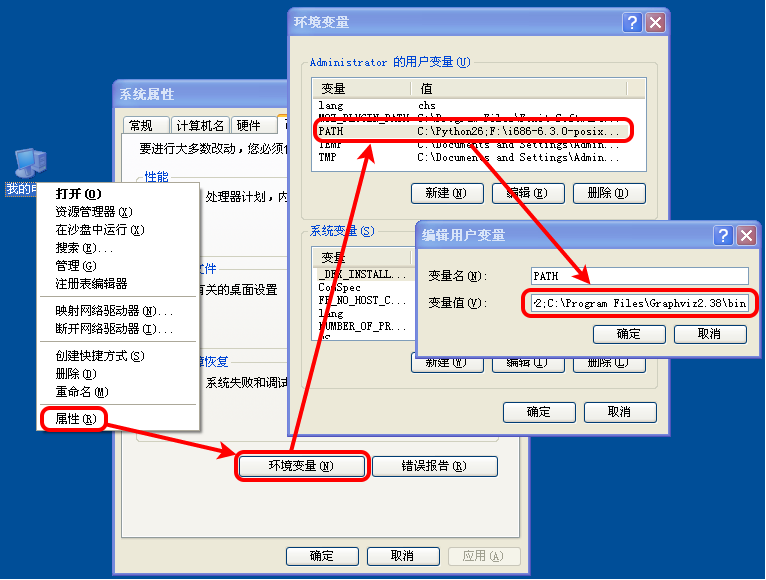 我的
打开(O)
资源管理器(X)
在沙盘中运行(X)
搜索(E)...
管理(G)
注册表编辑器
映射网络驱动器(N)...
断开网络驱动器(I)...
创建快捷方式(S)
删除(D)
重命名(M)
属性(R)
系统属性
常规 计算机名 硬件
要进行大多数改动，您必须
性能
处理器计划，内
文件
有关的桌面设置
恢复
系统失败和调试
环境变量(N) 错误报告(R)
确定 取消 应用(A)
环境变量
Administrator 的用户变量(U)
变量 值
lang chs
MOZ_PLUGIN_PATH C:\Program Files\Foxit Software...
PATH C:\Python26;F:\i686-6.3.0-posix...
TEMP C:\Documents and Settings\Admin...
TMP C:\Documents and Settings\Admin...
新建(N) 编辑(E) 删除(D)
系统变量(S)
变量
_DFX_INSTALL...
ComSpec
FP_NO_HOST_C...
lang
NUMBER_OF_PR...
OS
新建(W) 编辑(I) 删除(L)
确定 取消
编辑用户变量
变量名(N): PATH
变量值(V): 2;C:\Program Files\Graphviz2.38\bin
确定 取消